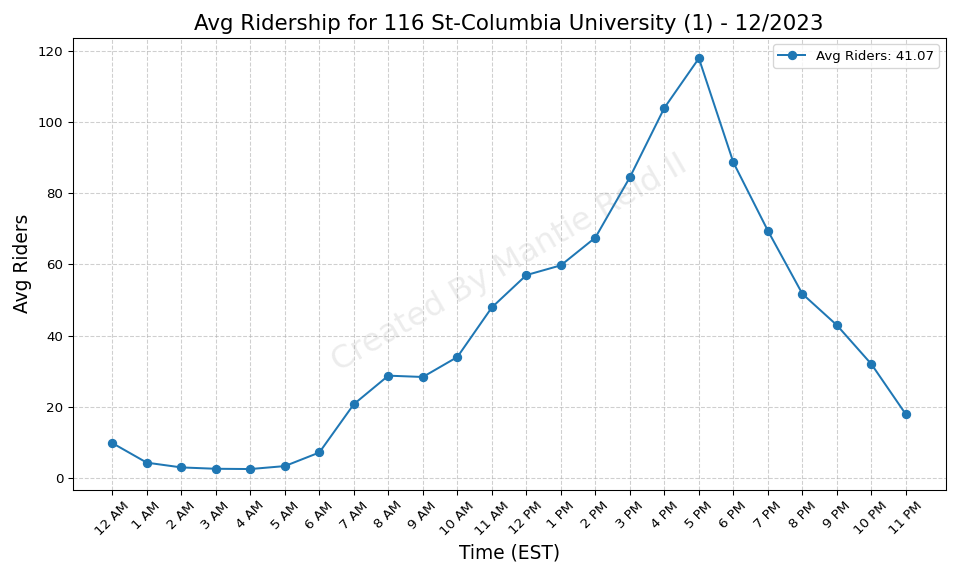 Avg Ridership for 116 St-Columbia University (1) - 12/2023
Avg Riders: 41.07
120
100
80
60
40
20
0
Avg Riders
Created By Mantle Reid II
12 AM
1 AM
2 AM
3 AM
4 AM
5 AM
6 AM
7 AM
8 AM
9 AM
10 AM
11 AM
12 PM
1 PM
2 PM
3 PM
4 PM
5 PM
6 PM
7 PM
8 PM
9 PM
10 PM
11 PM
Time (EST)